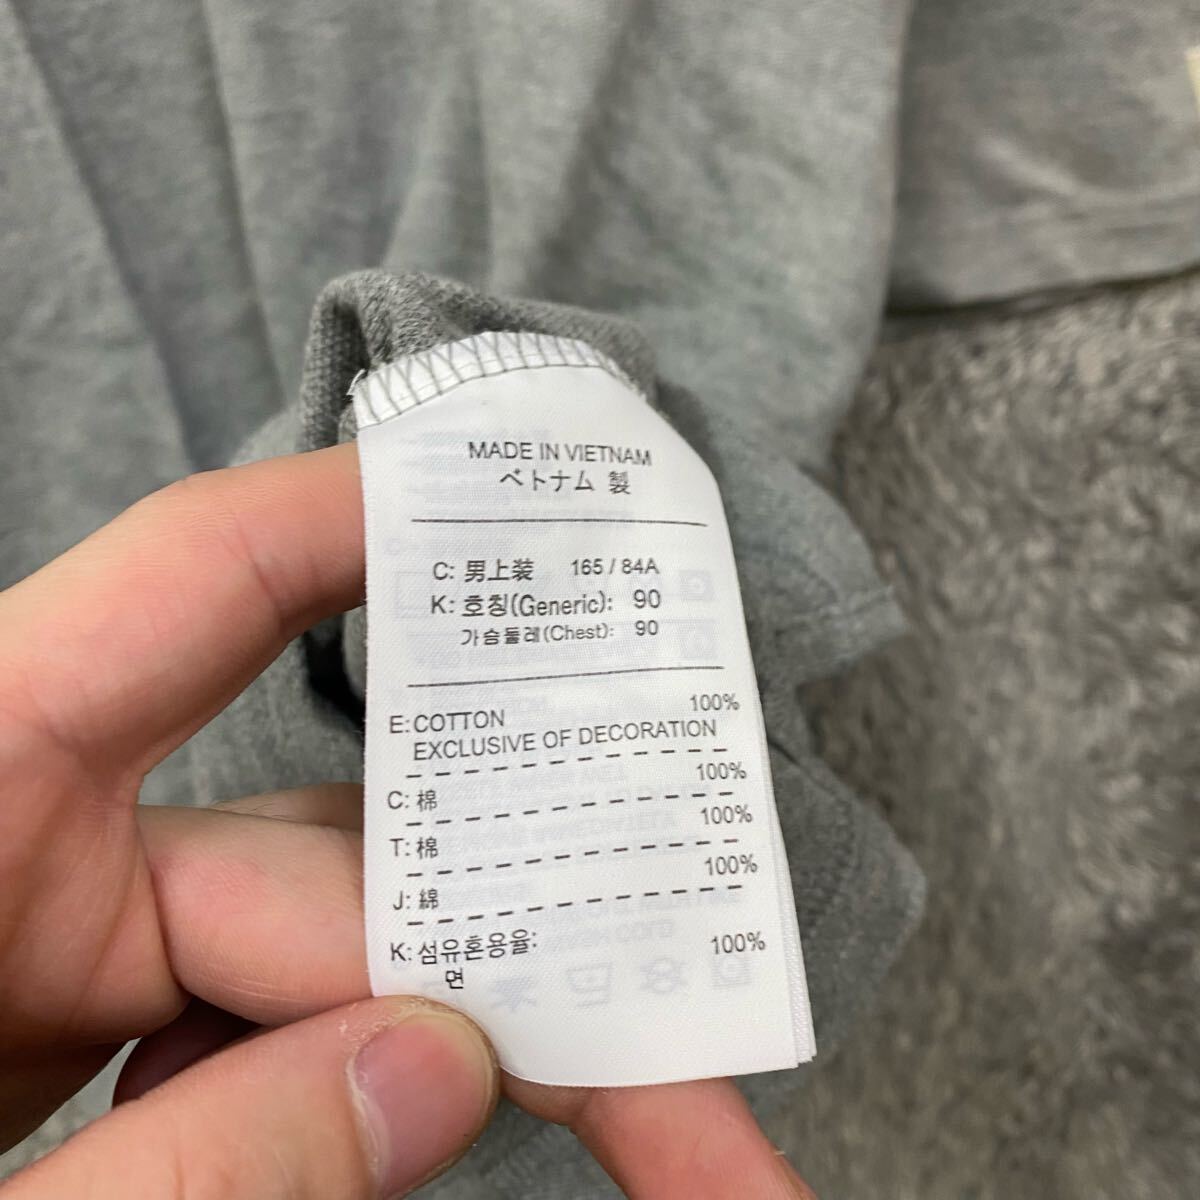 MADE IN VIETNAM
ベトナム 製
C: 男上装 165 / 84A
K: 호칭(Generic): 90
가슴둘레(Chest): 90
E: COTTON 100%
EXCLUSIVE OF DECORATION
C: 棉 100%
T: 棉 100%
J: 綿 100%
K: 섬유혼용율:
면 100%